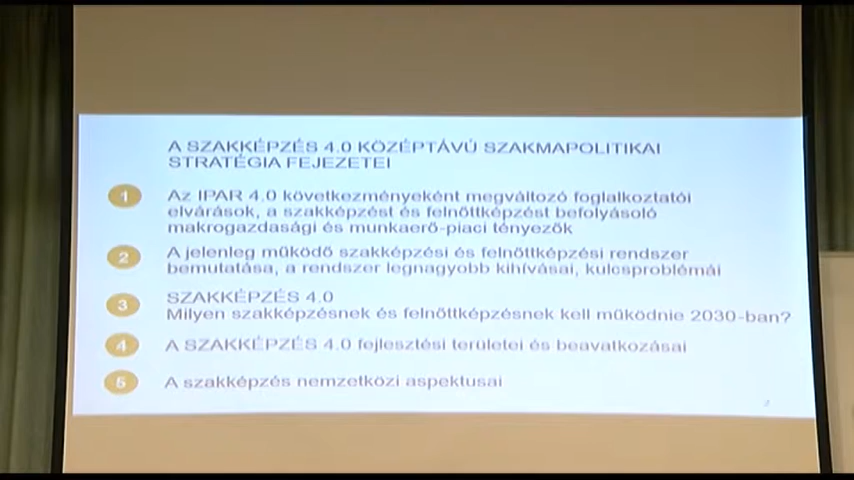 A SZAKKÉPZÉS 4.0 KÖZÉPTÁVÚ SZAKMAPOLITIKAI
STRATÉGIA FEJEZETEI
1 Az IPAR 4.0 következményeként megváltozó foglalkoztatói
elvárások, a szakképzést és felnőttképzést befolyásoló
makrogazdasági és munkaerő-piaci tényezők
2 A jelenleg működő szakképzési és felnőttképzési rendszer
bemutatása, a rendszer legnagyobb kihívásai, kulcsproblémái
3 SZAKKÉPZÉS 4.0
Milyen szakképzésnek és felnőttképzésnek kell működnie 2030-ban?
4 A SZAKKÉPZÉS 4.0 fejlesztési területei és beavatkozásai
5 A szakképzés nemzetközi aspektusai
2